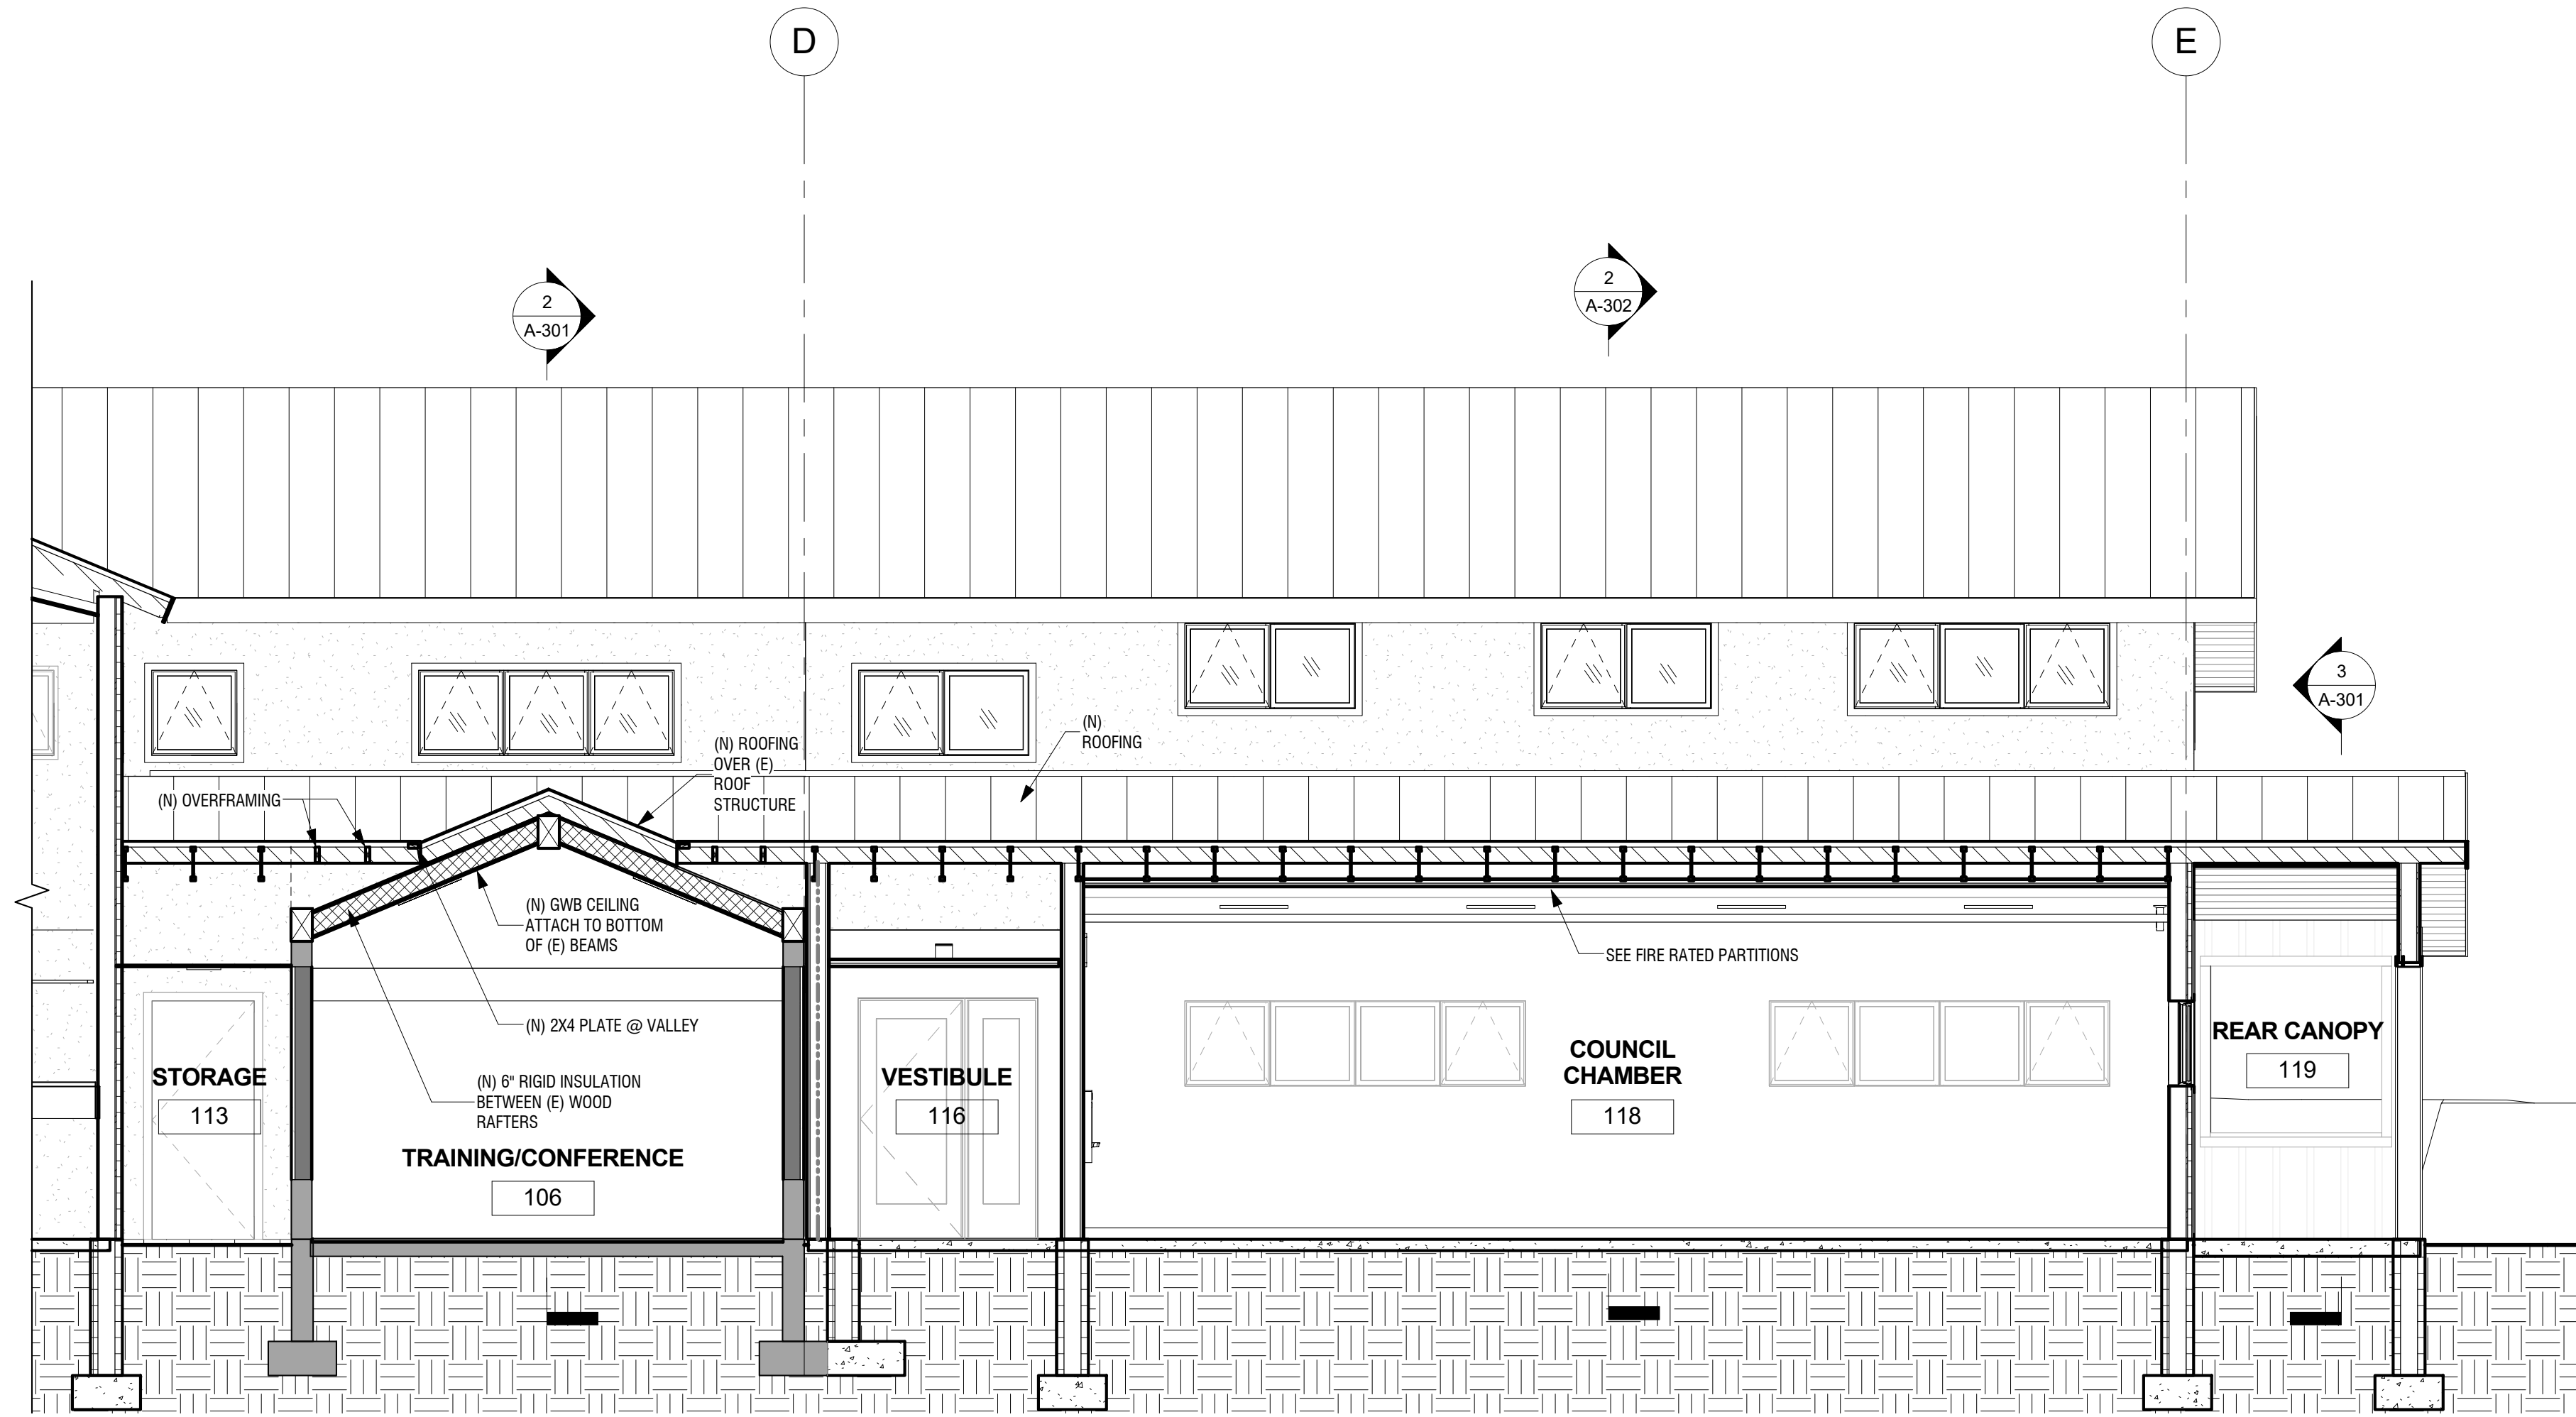 D
E
2
A-301
2
A-302
3
A-301
(N) ROOFING
OVER (E)
ROOF
STRUCTURE
(N)
ROOFING
(N) OVERFRAMING
(N) GWB CEILING
ATTACH TO BOTTOM
OF (E) BEAMS
SEE FIRE RATED PARTITIONS
(N) 2X4 PLATE @ VALLEY
(N) 6" RIGID INSULATION
BETWEEN (E) WOOD
RAFTERS
STORAGE
113
TRAINING/CONFERENCE
106
VESTIBULE
116
COUNCIL
CHAMBER
118
REAR CANOPY
119